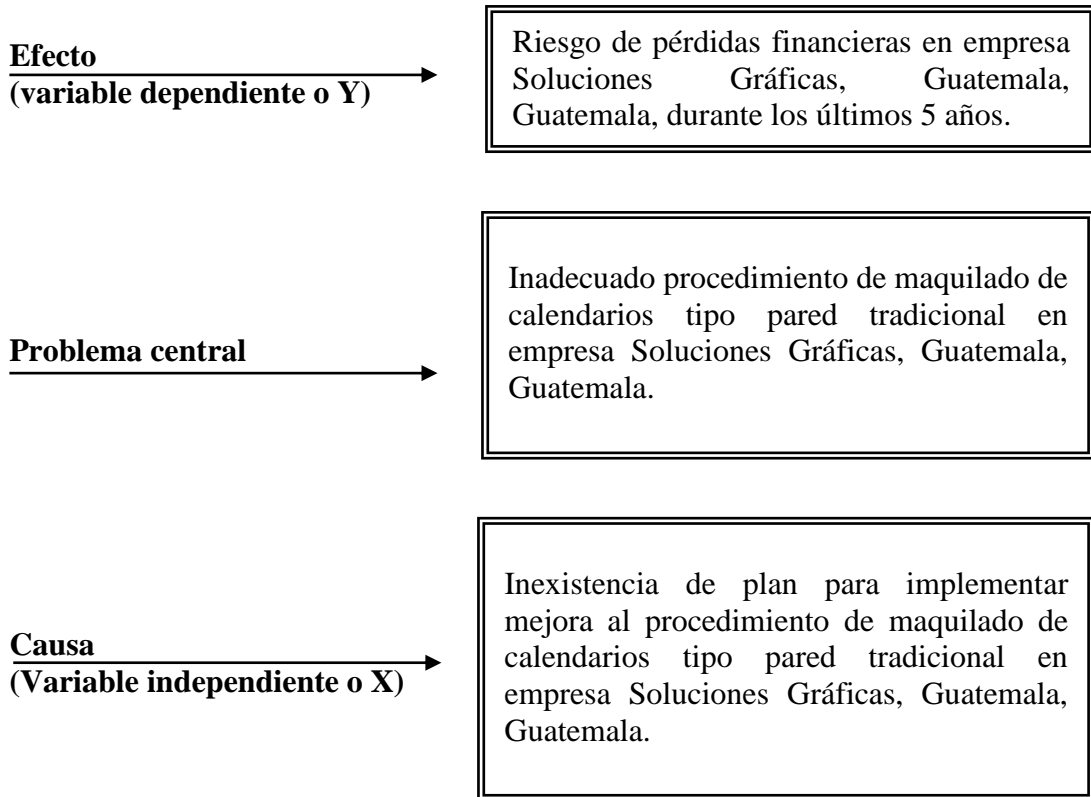 Efecto
(variable dependiente o Y)
Riesgo de pérdidas financieras en empresa
Soluciones Gráficas, Guatemala,
Guatemala, durante los últimos 5 años.
Problema central
Inadecuado procedimiento de maquilado de
calendarios tipo pared tradicional en
empresa Soluciones Gráficas, Guatemala,
Guatemala.
Causa
(Variable independiente o X)
Inexistencia de plan para implementar
mejora al procedimiento de maquilado de
calendarios tipo pared tradicional en
empresa Soluciones Gráficas, Guatemala,
Guatemala.